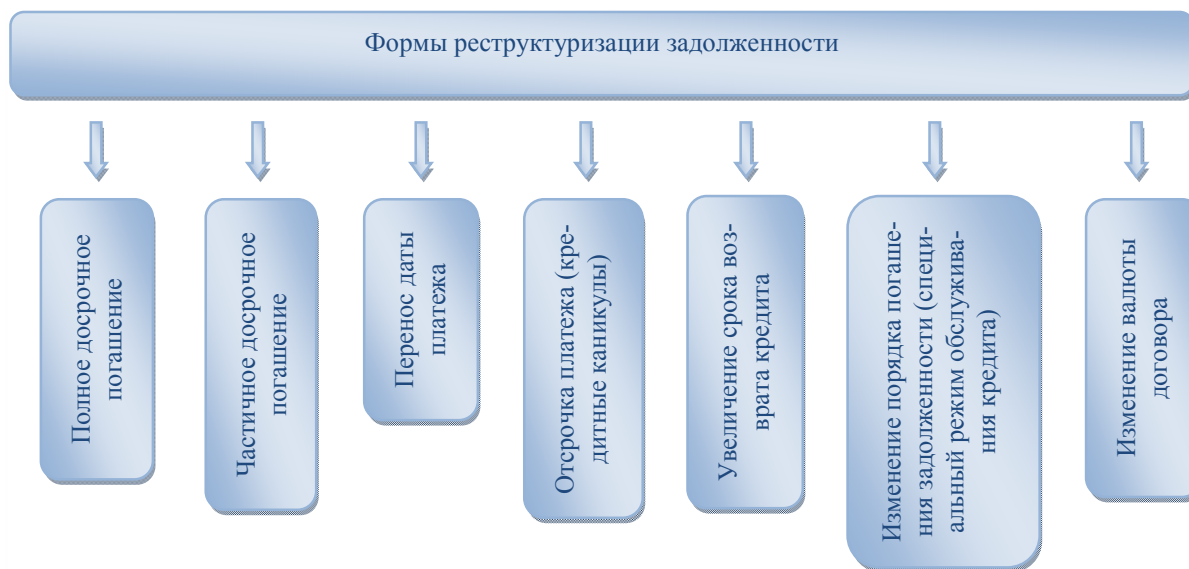 Формы реструктуризации задолженности
Полное досрочное
погашение
Частичное досрочное
погашение
Перенос даты
платежа
Отсрочка платежа (кре-
дитные каникулы)
Увеличение срока воз-
врата кредита
Изменение порядка погаше-
ния задолженности (специ-
альный режим обслужива-
ния кредита)
Изменение валюты
договора